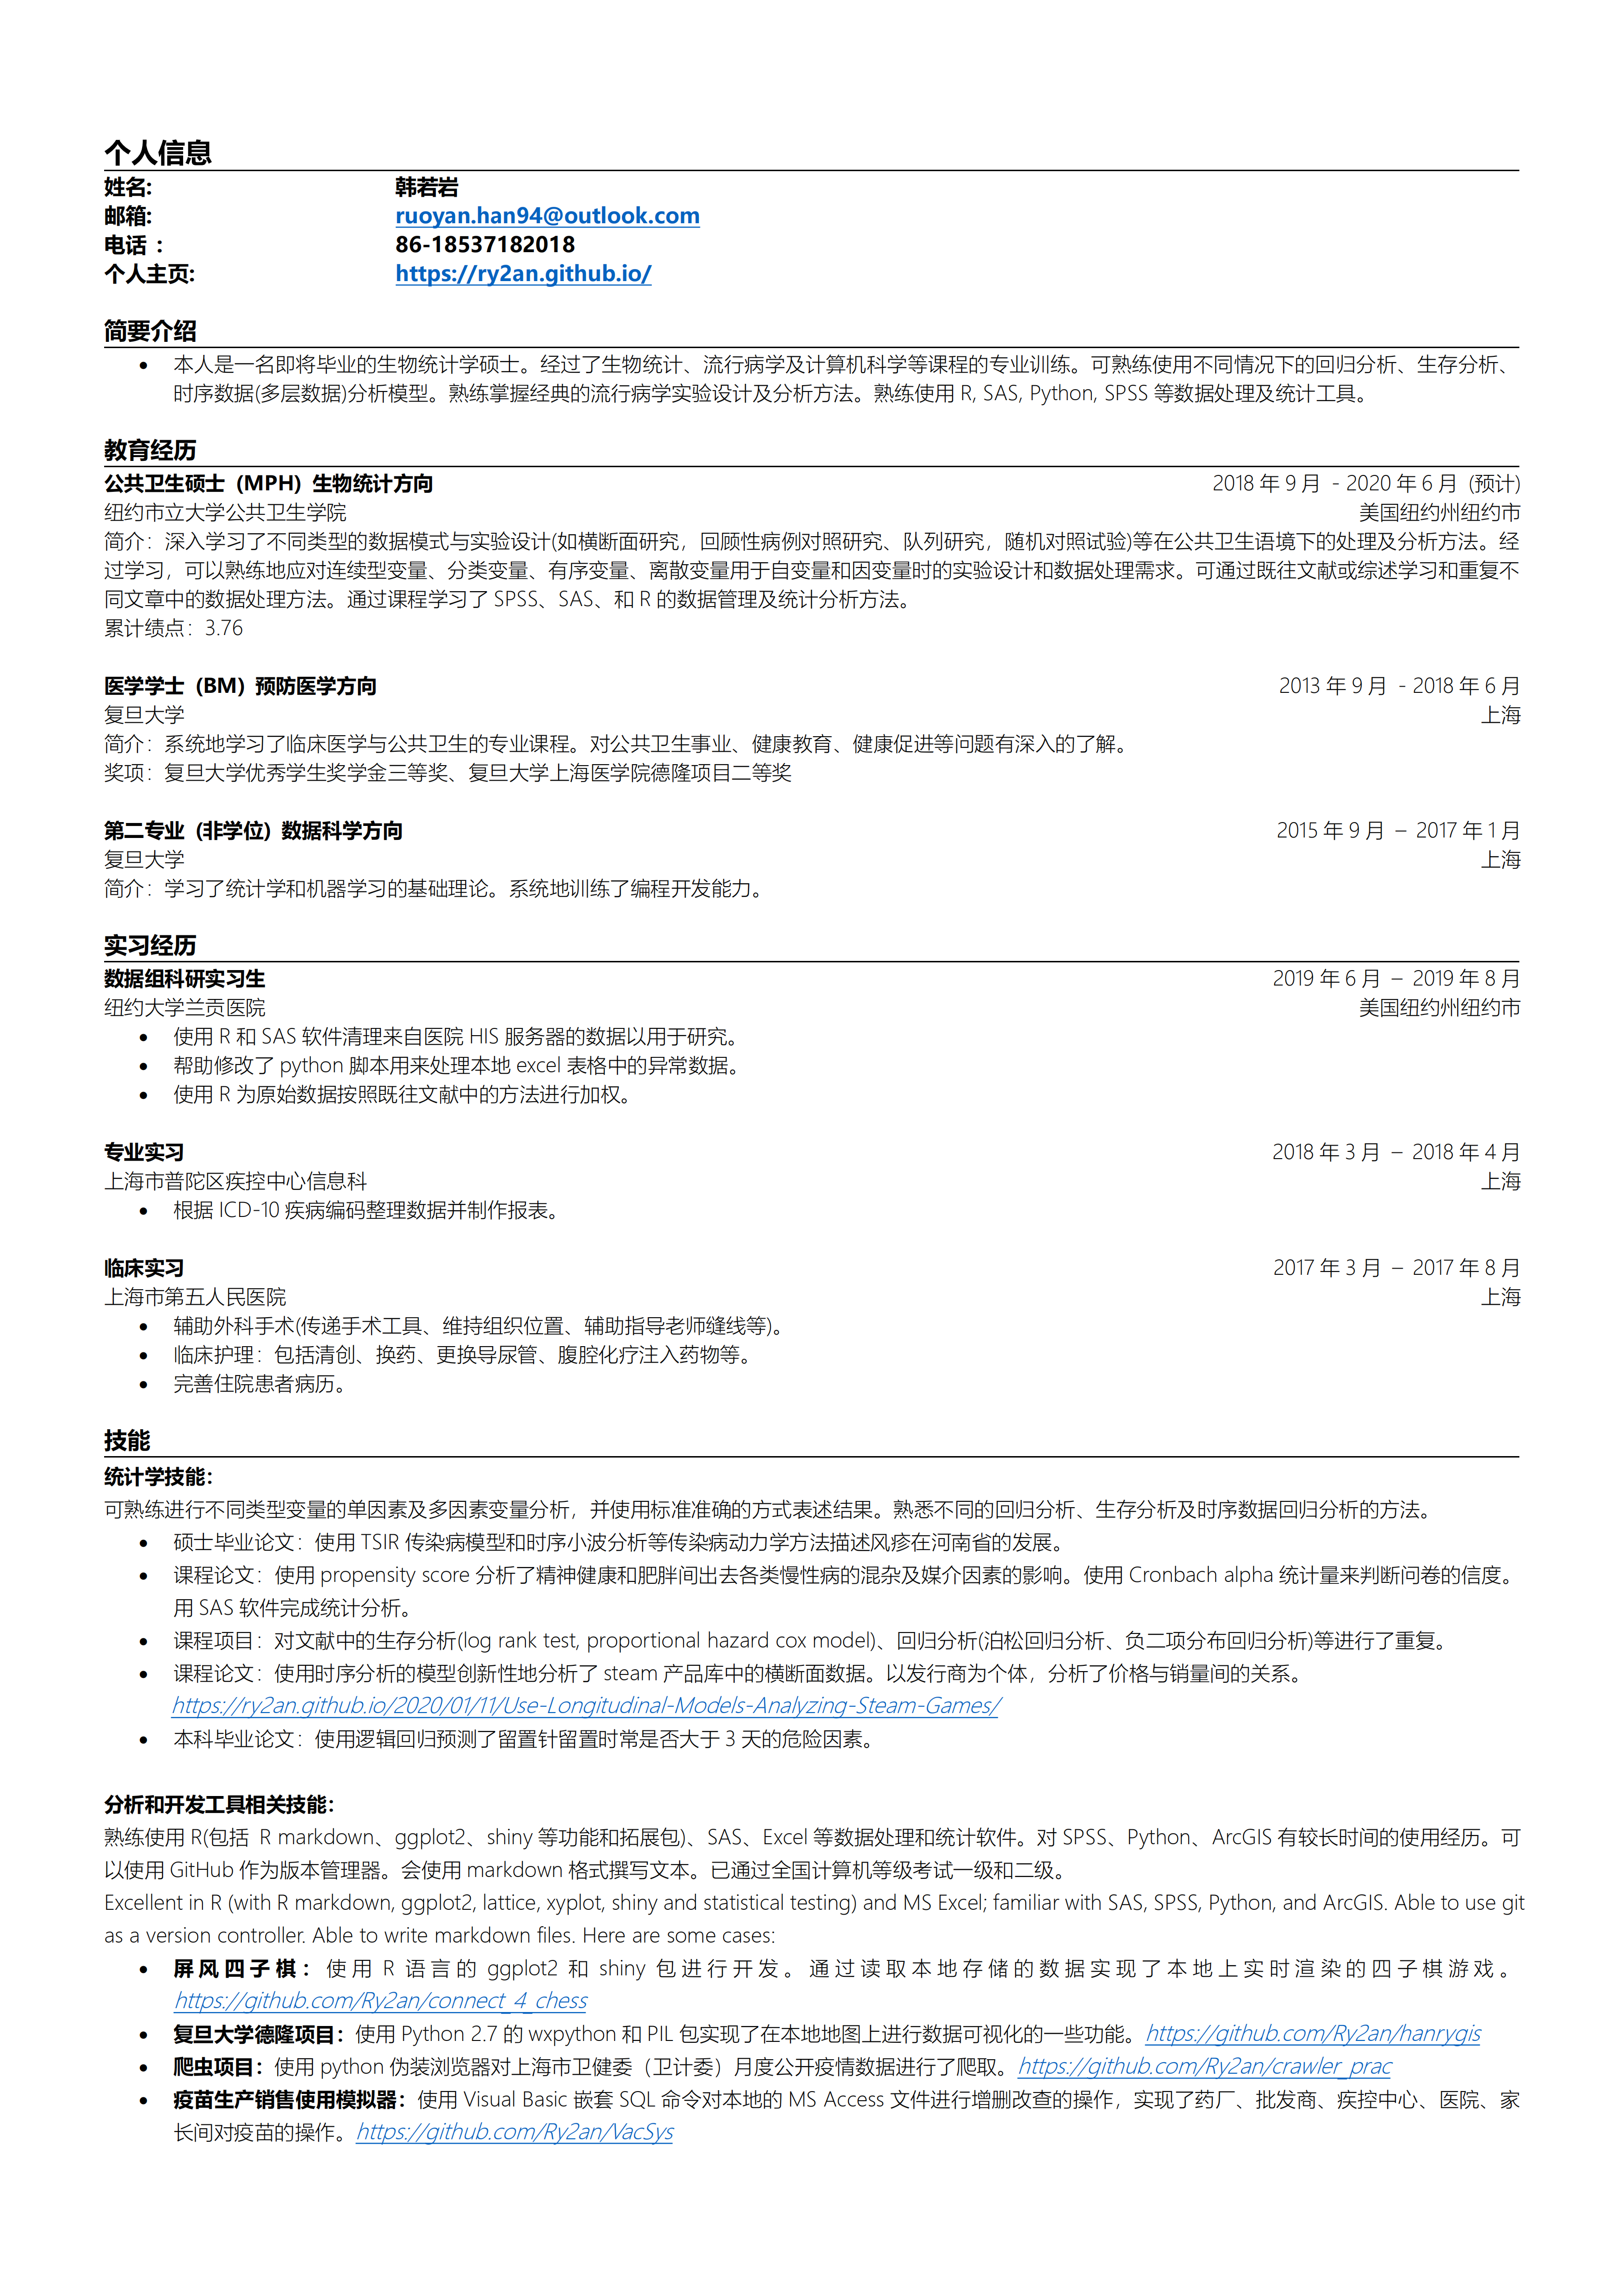 个人信息
姓名: 韩若岩
邮箱: ruoyan.han94@outlook.com
电话 : 86-18537182018
个人主页: https://ry2an.github.io/
简要介绍
• 本人是一名即将毕业的生物统计学硕士。经过了生物统计、流行病学及计算机科学等课程的专业训练。可熟练使用不同情况下的回归分析、生存分析、
时序数据(多层数据)分析模型。熟练掌握经典的流行病学实验设计及分析方法。熟练使用 R, SAS, Python, SPSS 等数据处理及统计工具。
教育经历
公共卫生硕士 (MPH) 生物统计方向 2018 年 9 月 - 2020 年 6 月 (预计)
纽约市立大学公共卫生学院 美国纽约州纽约市
简介：深入学习了不同类型的数据模式与实验设计(如横断面研究，回顾性病例对照研究、队列研究，随机对照试验)等在公共卫生语境下的处理及分析方法。经
过学习，可以熟练地应对连续型变量、分类变量、有序变量、离散变量用于自变量和因变量时的实验设计和数据处理需求。可通过既往文献或综述学习和重复不
同文章中的数据处理方法。通过课程学习了 SPSS、SAS、和 R 的数据管理及统计分析方法。
累计绩点：3.76
医学学士 (BM) 预防医学方向 2013 年 9 月 - 2018 年 6 月
复旦大学 上海
简介：系统地学习了临床医学与公共卫生的专业课程。对公共卫生事业、健康教育、健康促进等问题有深入的了解。
奖项：复旦大学优秀学生奖学金三等奖、复旦大学上海医学院德隆项目二等奖
第二专业 (非学位) 数据科学方向 2015 年 9 月 – 2017 年 1 月
复旦大学 上海
简介：学习了统计学和机器学习的基础理论。系统地训练了编程开发能力。
实习经历
数据组科研实习生 2019 年 6 月 – 2019 年 8 月
纽约大学兰贡医院 美国纽约州纽约市
• 使用 R 和 SAS 软件清理来自医院 HIS 服务器的数据以用于研究。
• 帮助修改了 python 脚本用来处理本地 excel 表格中的异常数据。
• 使用 R 为原始数据按照既往文献中的方法进行加权。
专业实习 2018 年 3 月 – 2018 年 4 月
上海市普陀区疾控中心信息科 上海
• 根据 ICD-10 疾病编码整理数据并制作报表。
临床实习 2017 年 3 月 – 2017 年 8 月
上海市第五人民医院 上海
• 辅助外科手术(传递手术工具、维持组织位置、辅助指导老师缝线等)。
• 临床护理：包括清创、换药、更换导尿管、腹腔化疗注入药物等。
• 完善住院患者病历。
技能
统计学技能：
可熟练进行不同类型变量的单因素及多因素变量分析，并使用标准准确的方式表述结果。熟悉不同的回归分析、生存分析及时序数据回归分析的方法。
• 硕士毕业论文：使用 TSIR 传染病模型和时序小波分析等传染病动力学方法描述风疹在河南省的发展。
• 课程论文：使用 propensity score 分析了精神健康和肥胖间出去各类慢性病的混杂及媒介因素的影响。使用 Cronbach alpha 统计量来判断问卷的信度。
用 SAS 软件完成统计分析。
• 课程项目：对文献中的生存分析(log rank test, proportional hazard cox model)、回归分析(泊松回归分析、负二项分布回归分析)等进行了重复。
• 课程论文：使用时序分析的模型创新性地分析了 steam 产品库中的横断面数据。以发行商为个体，分析了价格与销量间的关系。
https://ry2an.github.io/2020/01/11/Use-Longitudinal-Models-Analyzing-Steam-Games/
• 本科毕业论文：使用逻辑回归预测了留置针留置时常是否大于 3 天的危险因素。
分析和开发工具相关技能：
熟练使用 R(包括 R markdown、ggplot2、shiny 等功能和拓展包)、SAS、Excel 等数据处理和统计软件。对 SPSS、Python、ArcGIS 有较长时间的使用经历。可
以使用 GitHub 作为版本管理器。会使用 markdown 格式撰写文本。已通过全国计算机等级考试一级和二级。
Excellent in R (with R markdown, ggplot2, lattice, xyplot, shiny and statistical testing) and MS Excel; familiar with SAS, SPSS, Python, and ArcGIS. Able to use git
as a version controller. Able to write markdown files. Here are some cases:
• 屏风四子棋：使用 R 语言的 ggplot2 和 shiny 包进行开发。通过读取本地存储的数据实现了本地上实时渲染的四子棋游戏。
https://github.com/Ry2an/connect_4_chess
• 复旦大学德隆项目：使用 Python 2.7 的 wxpython 和 PIL 包实现了在本地地图上进行数据可视化的一些功能。https://github.com/Ry2an/hanrygis
• 爬虫项目：使用 python 伪装浏览器对上海市卫健委（卫计委）月度公开疫情数据进行了爬取。https://github.com/Ry2an/crawler_prac
• 疫苗生产销售使用模拟器：使用 Visual Basic 嵌套 SQL 命令对本地的 MS Access 文件进行增删改查的操作，实现了药厂、批发商、疾控中心、医院、家
长间对疫苗的操作。https://github.com/Ry2an/VacSys